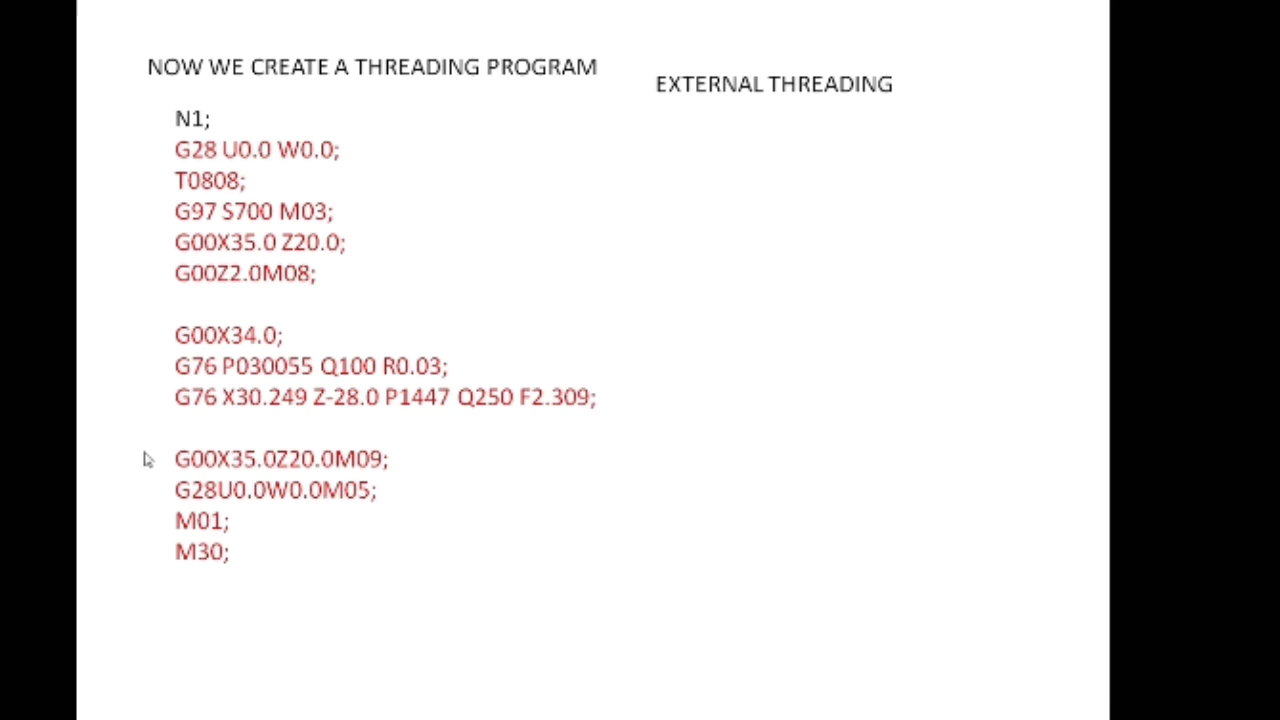 NOW WE CREATE A THREADING PROGRAM
EXTERNAL THREADING
N1;
G28 U0.0 W0.0;
T0808;
G97 S700 M03;
G00X35.0 Z20.0;
G00Z2.0M08;
G00X34.0;
G76 P030055 Q100 R0.03;
G76 X30.249 Z-28.0 P1447 Q250 F2.309;
G00X35.0Z20.0M09;
G28U0.0W0.0M05;
M01;
M30;